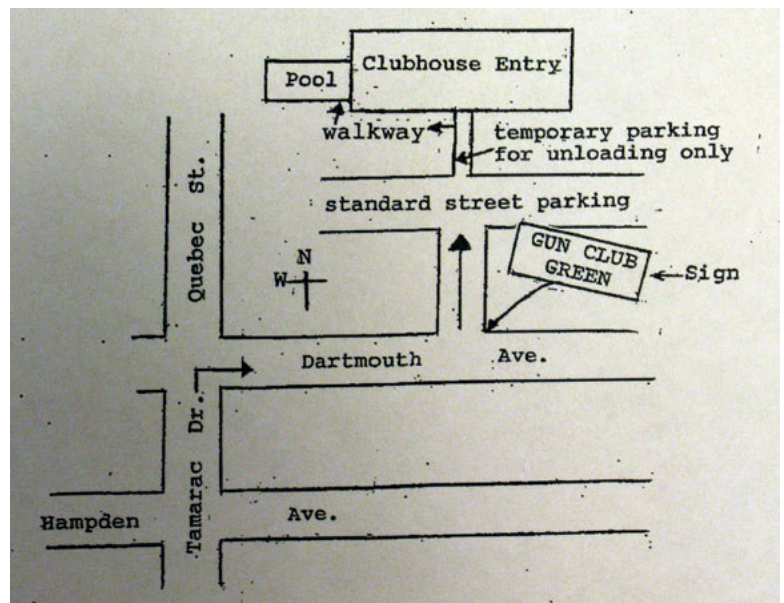 Clubhouse Entry
Pool
walkway
temporary parking
for unloading only
Quebec St.
standard street parking
N
W
GUN CLUB
GREEN
Sign
Dartmouth Ave.
Tamarac Dr.
Hampden Ave.